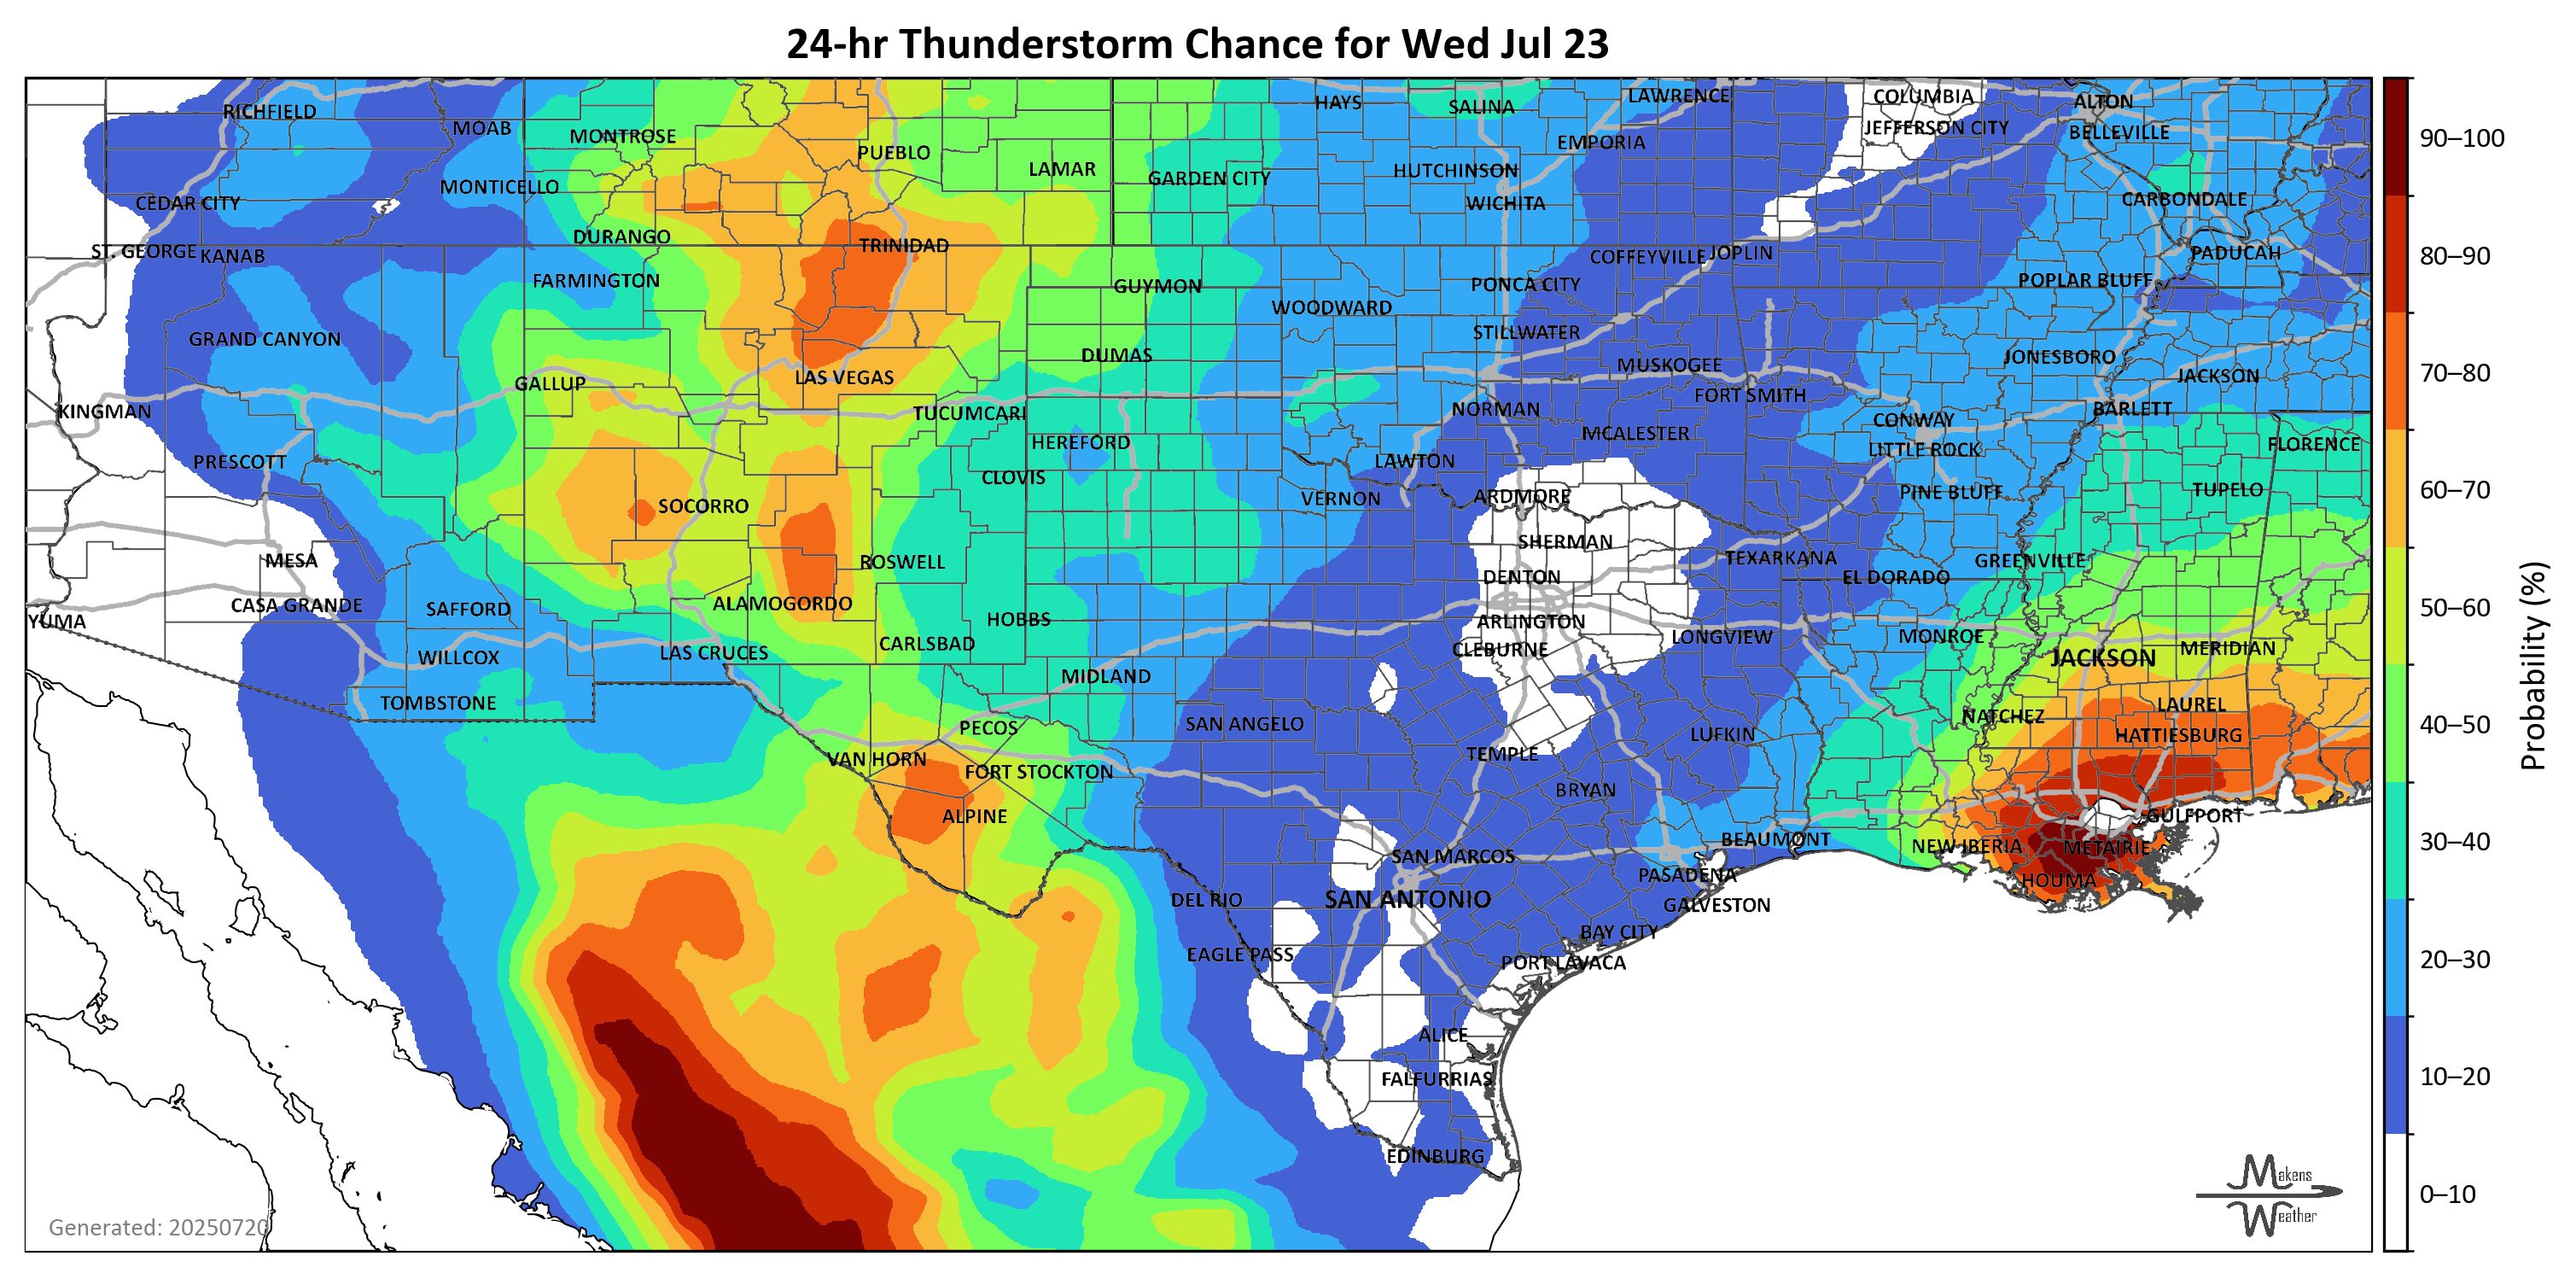 24-hr Thunderstorm Chance for Wed Jul 23
RICHFIELD
MOAB
MONTROSE
PUEBLO
LAMAR
HAYS
SALINA
LAWRENCE
COLUMBIA
ALTON
JEFFERSON CITY
BELLEVILLE
EMPORIA
HUTCHINSON
GARDEN CITY
MONTICELLO
CEDAR CITY
WICHITA
CARBONDALE
DURANGO
TRINIDAD
ST. GEORGE
KANAB
COFFEYVILLE
JOPLIN
PADUCAH
FARMINGTON
GUYMON
PONCA CITY
POPLAR BLUFF
WOODWARD
GRAND CANYON
STILLWATER
DUMAS
MUSKOGEE
JONESBORO
JACKSON
GALLUP
LAS VEGAS
FORT SMITH
KINGMAN
TUCUMCARI
NORMAN
BARLETT
CONWAY
HEREFORD
MCALESTER
LITTLE ROCK
FLORENCE
PRESCOTT
CLOVIS
LAWTON
SOCORRO
VERNON
ARDMORE
PINE BLUFF
TUPELO
MESA
ROSWELL
SHERMAN
TEXARKANA
GREENVILLE
DENTON
EL DORADO
CASA GRANDE
SAFFORD
ALAMOGORDO
YUMA
HOBBS
ARLINGTON
LONGVIEW
MONROE
CARLSBAD
CLEBURNE
MERIDIAN
WILLCOX
LAS CRUCES
JACKSON
MIDLAND
TOMBSTONE
LAUREL
PECOS
SAN ANGELO
NATCHEZ
LUFKIN
HATTIESBURG
VAN HORN
TEMPLE
FORT STOCKTON
BRYAN
ALPINE
GULFPORT
BEAUMONT
NEW IBERIA
METAIRIE
SAN MARCOS
PASADENA
HOUMA
DEL RIO
SAN ANTONIO
GALVESTON
BAY CITY
EAGLE PASS
PORT LAVACA
ALICE
FALFURRIAS
EDINBURG
Generated: 20250720
Makens
Weather
90–100
80–90
70–80
60–70
50–60
40–50
30–40
20–30
10–20
0–10
Probability (%)